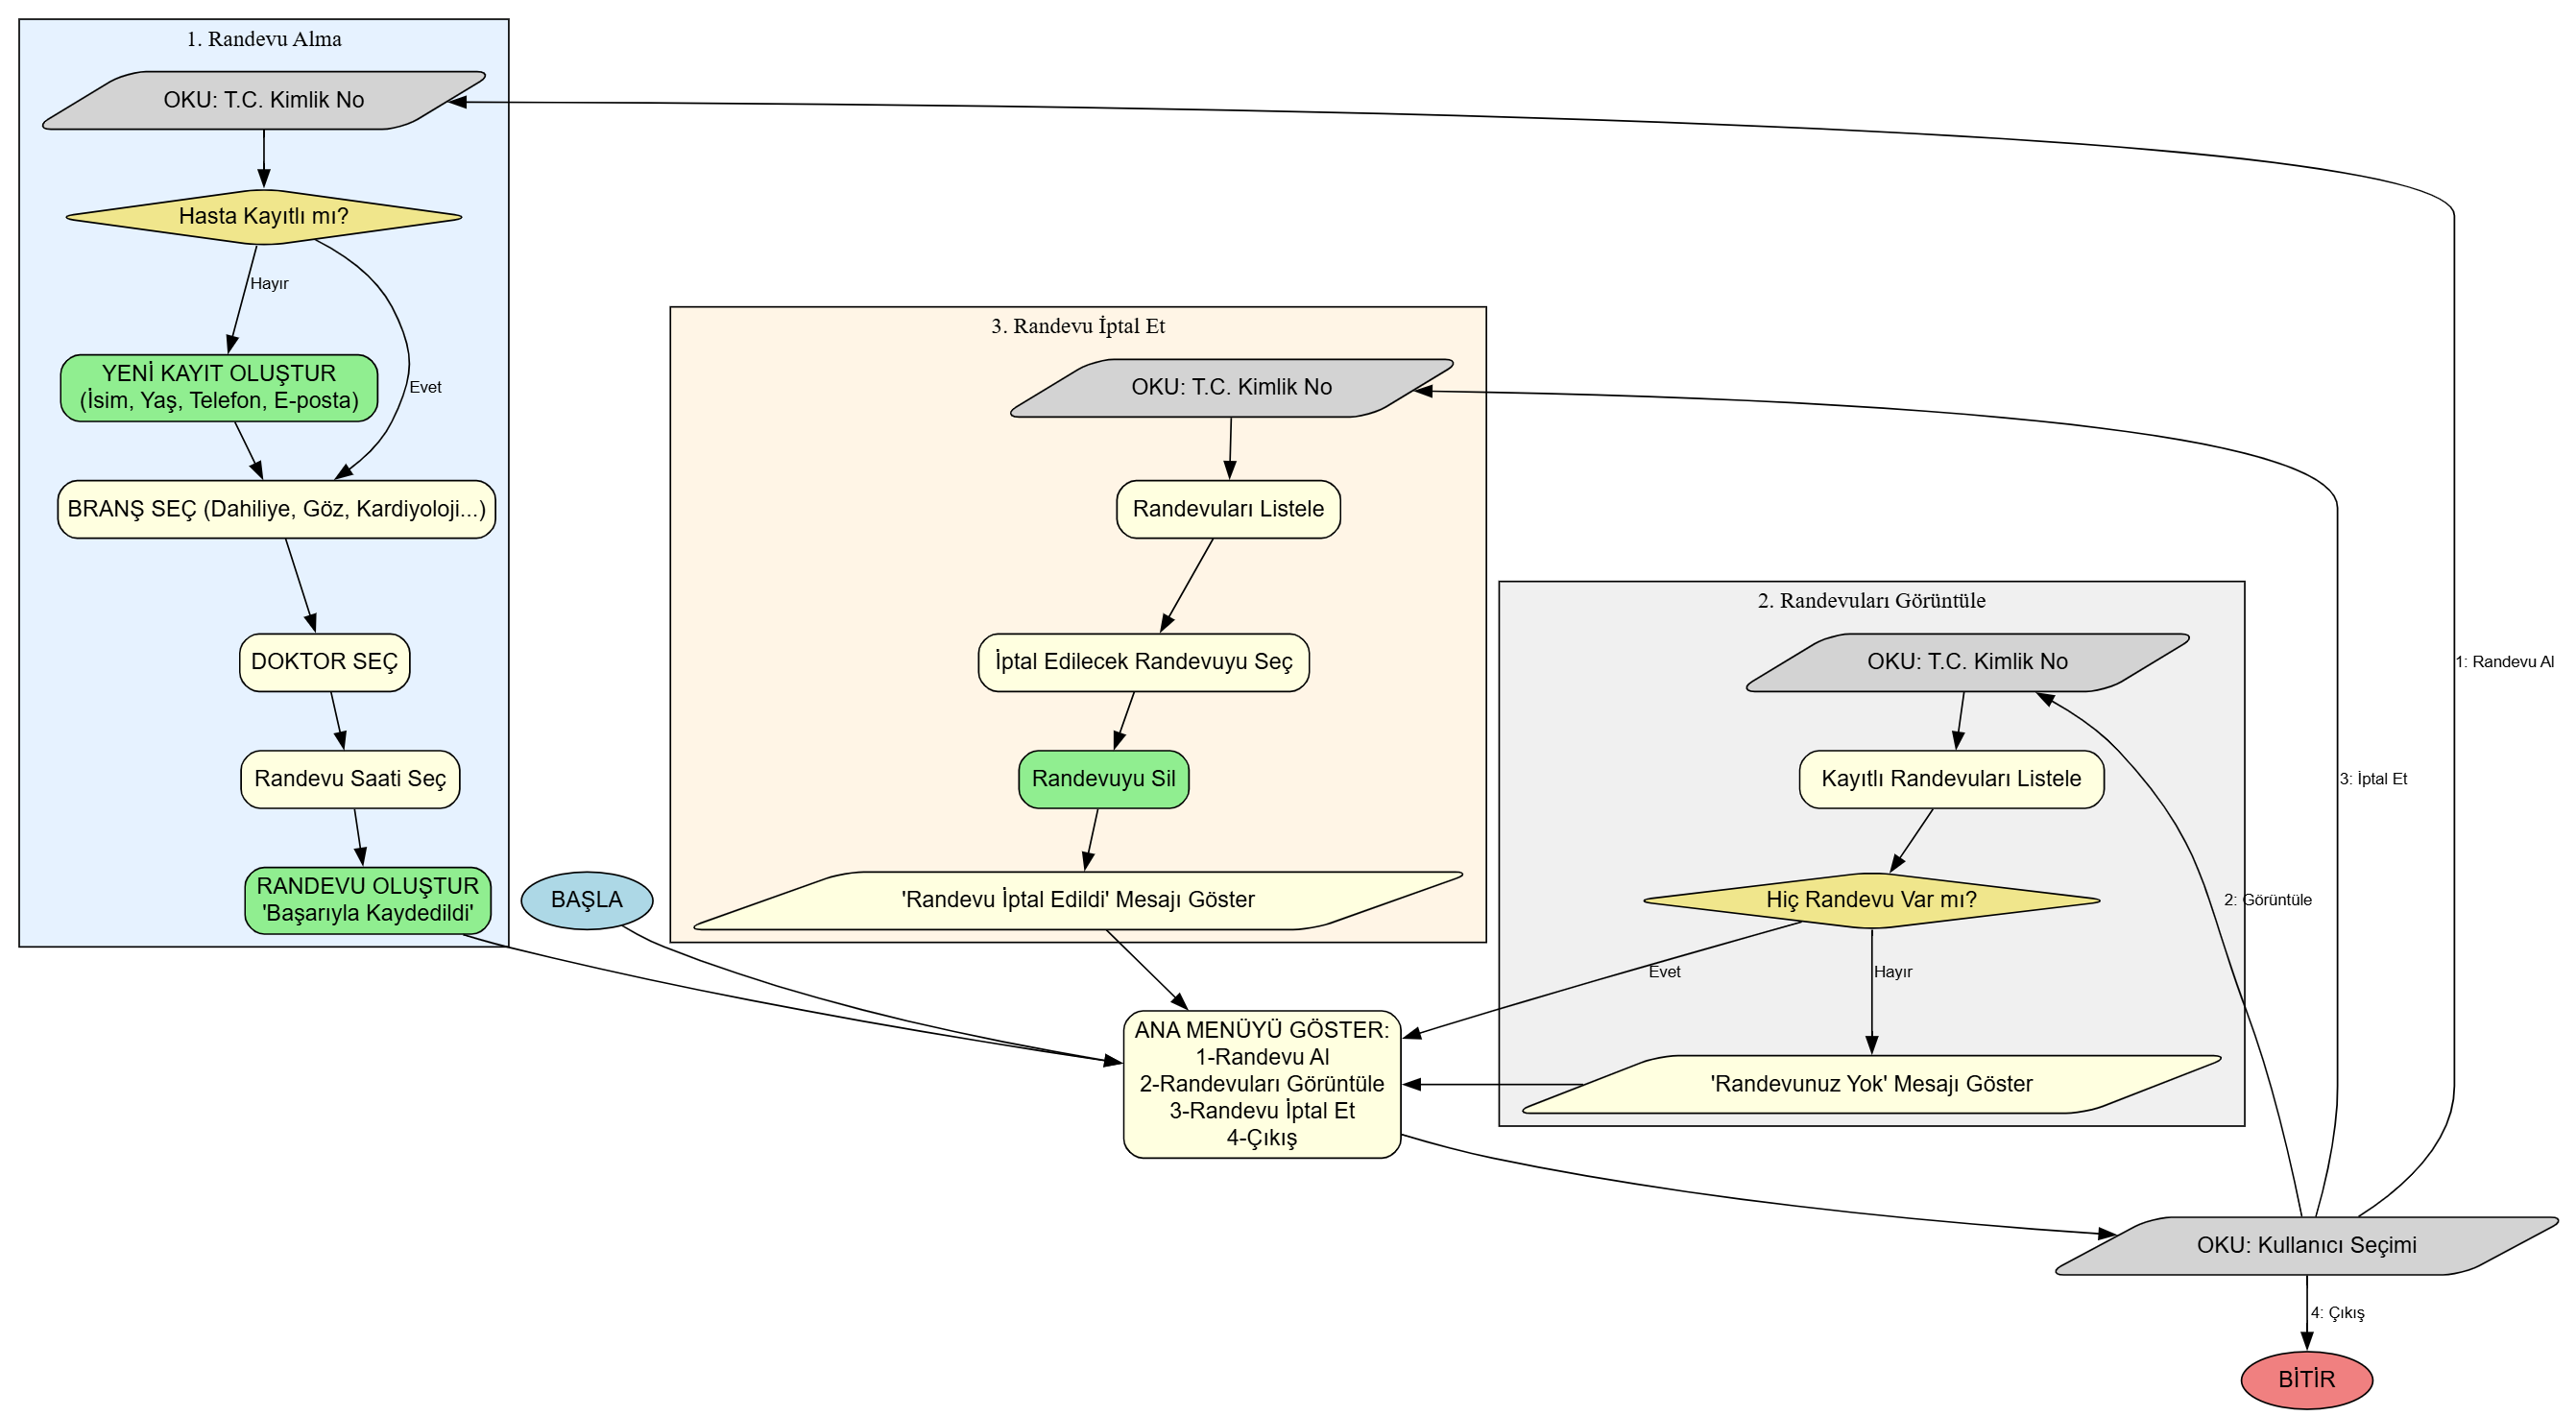 1. Randevu Alma
OKU: T.C. Kimlik No
Hasta Kayıtlı mı?
Hayır
Evet
YENİ KAYIT OLUŞTUR
(İsim, Yaş, Telefon, E-posta)
BRANŞ SEÇ (Dahiliye, Göz, Kardiyoloji...)
DOKTOR SEÇ
Randevu Saati Seç
RANDEVU OLUŞTUR
'Başarıyla Kaydedildi'
BAŞLA
3. Randevu İptal Et
OKU: T.C. Kimlik No
Randevuları Listele
İptal Edilecek Randevuyu Seç
Randevuyu Sil
'Randevu İptal Edildi' Mesajı Göster
2. Randevuları Görüntüle
OKU: T.C. Kimlik No
Kayıtlı Randevuları Listele
Hiç Randevu Var mı?
Evet
Hayır
'Randevunuz Yok' Mesajı Göster
ANA MENÜYÜ GÖSTER:
1-Randevu Al
2-Randevuları Görüntüle
3-Randevu İptal Et
4-Çıkış
1: Randevu Al
3: İptal Et
2: Görüntüle
OKU: Kullanıcı Seçimi
4: Çıkış
BİTİR